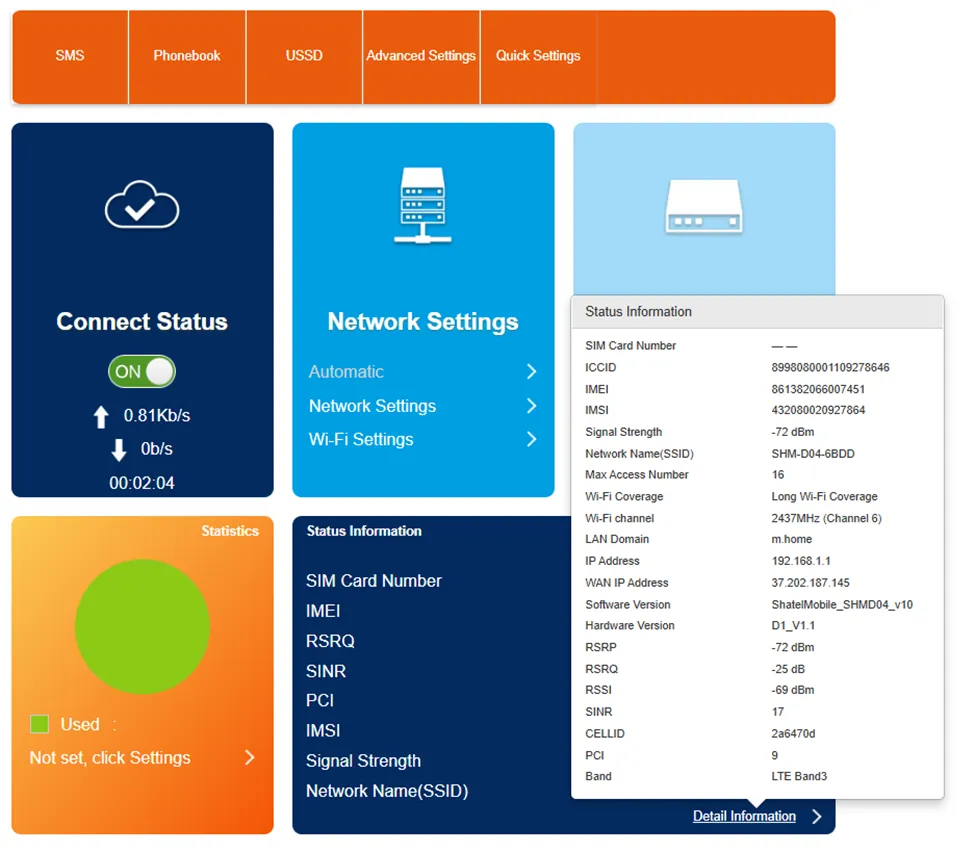 SMS
Phonebook
USSD
Advanced Settings
Quick Settings
Connect Status
ON
0.81Kb/s
0b/s
00:02:04
Network Settings
Automatic
Network Settings
Wi-Fi Settings
Statistics
Used :
Not set, click Settings
Status Information
SIM Card Number
IMEI
RSRQ
SINR
PCI
IMSI
Signal Strength
Network Name(SSID)
Detail Information
Status Information
SIM Card Number — —
ICCID 8998080001109278646
IMEI 861382066007451
IMSI 432080020927864
Signal Strength -72 dBm
Network Name(SSID) SHM-D04-6BDD
Max Access Number 16
Wi-Fi Coverage Long Wi-Fi Coverage
Wi-Fi channel 2437MHz (Channel 6)
LAN Domain m.home
IP Address 192.168.1.1
WAN IP Address 37.202.187.145
Software Version ShatelMobile_SHMD04_v10
Hardware Version D1_V1.1
RSRP -72 dBm
RSRQ -25 dB
RSSI -69 dBm
SINR 17
CELLID 2a6470d
PCI 9
Band LTE Band3